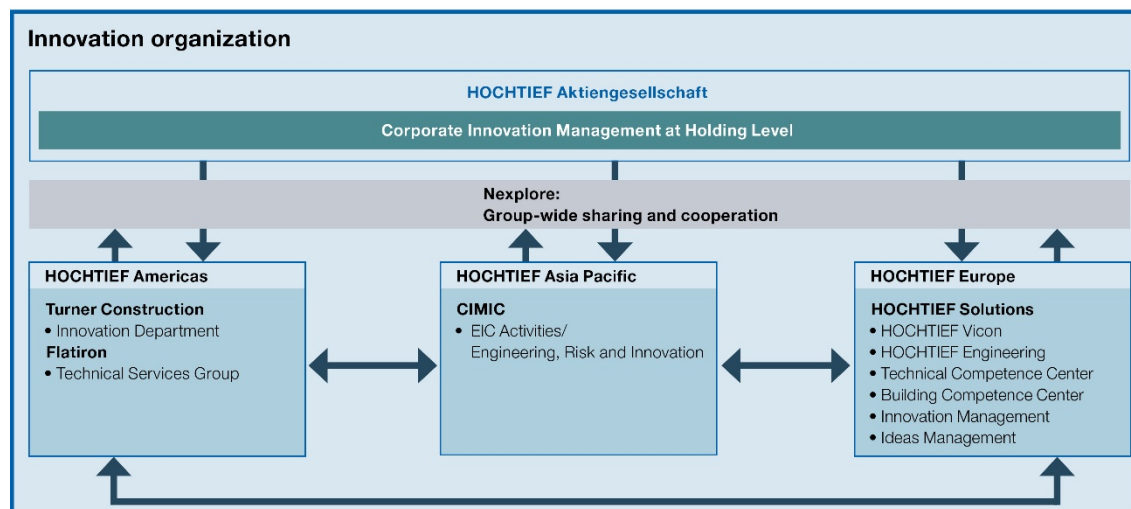 Innovation organization
HOCHTIEF Aktiengesellschaft
Corporate Innovation Management at Holding Level
Nexplore:
Group-wide sharing and cooperation
HOCHTIEF Americas
Turner Construction
• Innovation Department
Flatiron
• Technical Services Group
HOCHTIEF Asia Pacific
CIMIC
• EIC Activities/
Engineering, Risk and Innovation
HOCHTIEF Europe
HOCHTIEF Solutions
• HOCHTIEF Vicon
• HOCHTIEF Engineering
• Technical Competence Center
• Building Competence Center
• Innovation Management
• Ideas Management